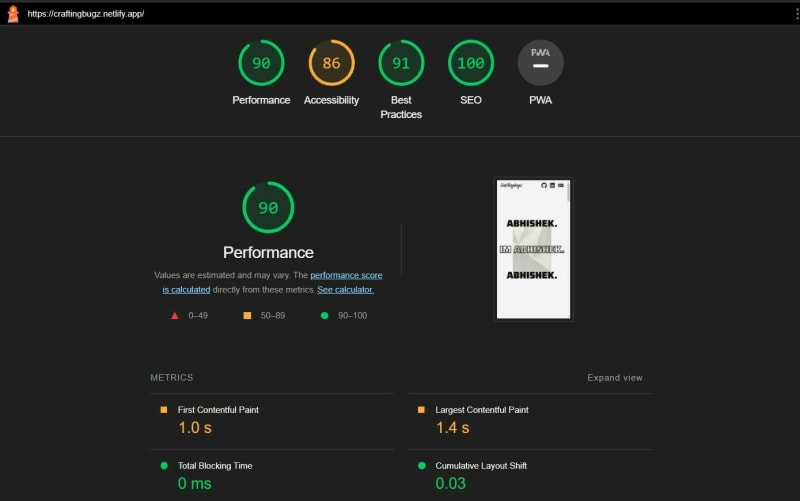 https://craftingbugz.netlify.app/
90
86
91
100
PWA
Performance
Accessibility
Best
Practices
SEO
PWA
90
Performance
Values are estimated and may vary. The performance score
is calculated directly from these metrics. See calculator.
0–49
50–89
90–100
craftingbugz
ABHISHEK.
IM ABHISHEK.
ABHISHEK.
METRICS
Expand view
First Contentful Paint
1.0 s
Largest Contentful Paint
1.4 s
Total Blocking Time
0 ms
Cumulative Layout Shift
0.03